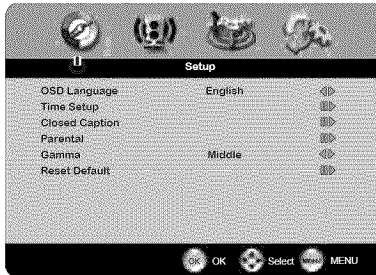 Setup
OSD Language English
Time Setup
Closed Caption
Parental
Gamma Middle
Reset Default
OK OK Select MENU MENU